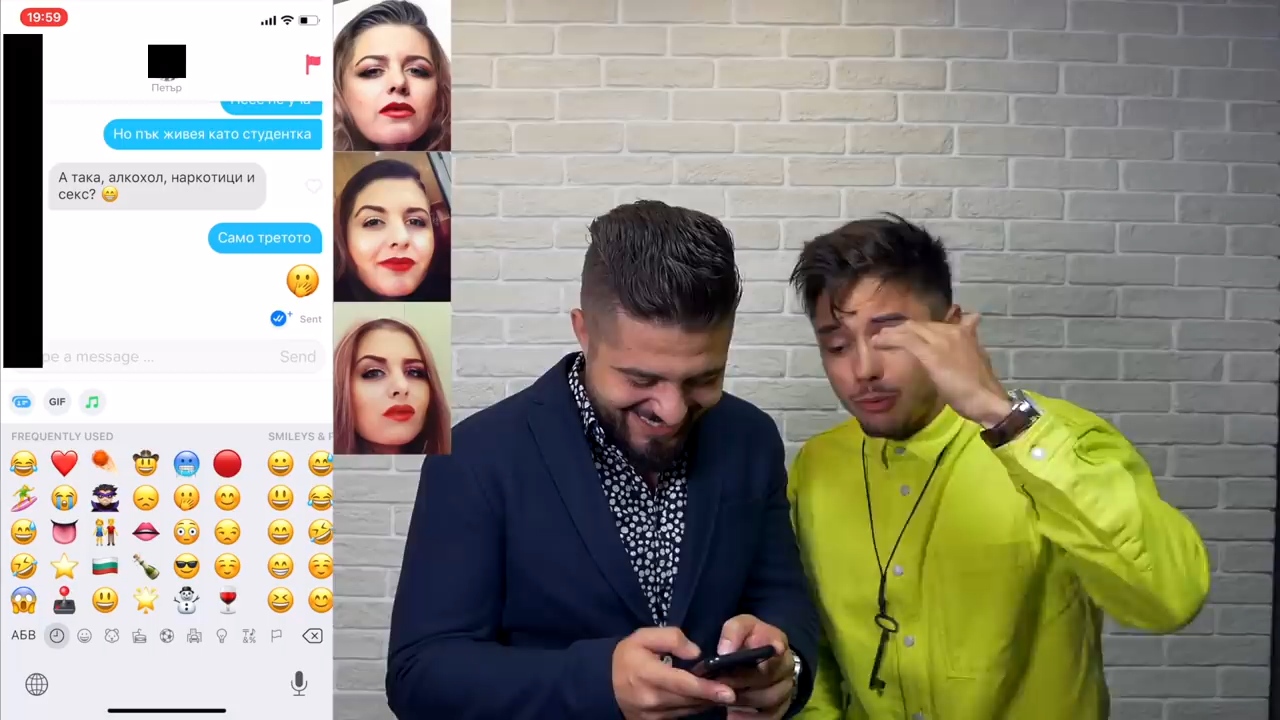 19:59
Петър
Но пък живея като студентка
А така, алкохол, наркотици и
секс? 😁
Само третото
🤭
Sent
e a message ...
Send
GIF
FREQUENTLY USED
SMILEYS &
АБВ